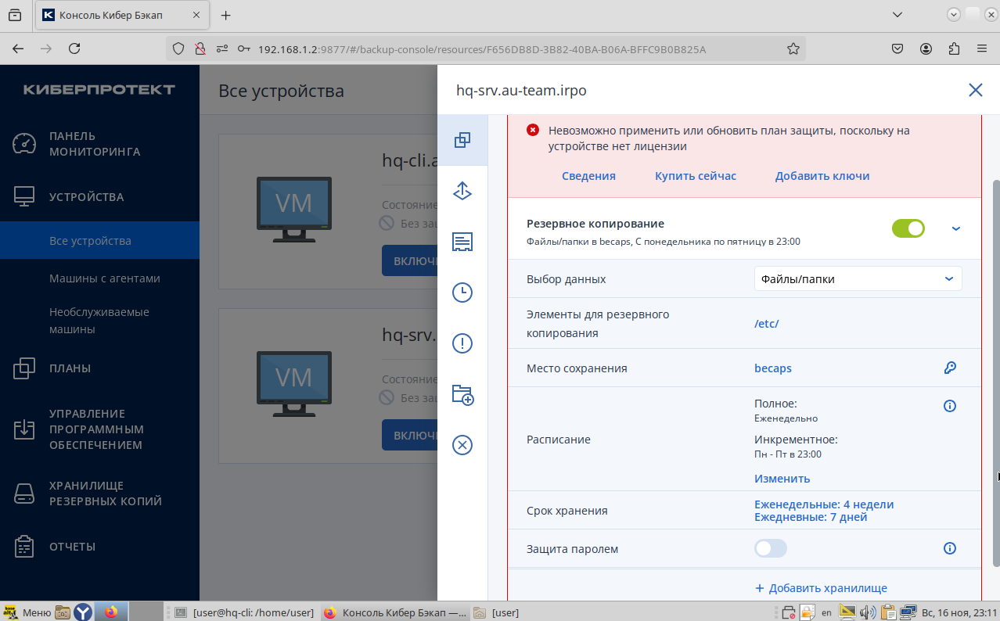 Консоль Кибер Бэкап
192.168.1.2:9877/#/backup-console/resources/F656DB8D-3B82-40BA-B06A-BFFC9B0B825A
КИБЕРПРОТЕКТ
ПАНЕЛЬ
МОНИТОРИНГА
УСТРОЙСТВА
Все устройства
Машины с агентами
Необслуживаемые
машины
ПЛАНЫ
УПРАВЛЕНИЕ
ПРОГРАММНЫМ
ОБЕСПЕЧЕНИЕМ
ХРАНИЛИЩЕ
РЕЗЕРВНЫХ КОПИЙ
ОТЧЕТЫ
Все устройства
VM
hq-cli.a
Состояние
Без за
ВКЛЮЧ
VM
hq-srv.
Состояние
Без за
ВКЛЮЧ
hq-srv.au-team.irpo
Невозможно применить или обновить план защиты, поскольку на
устройстве нет лицензии
Сведения
Купить сейчас
Добавить ключи
Резервное копирование
Файлы/папки в becaps, С понедельника по пятницу в 23:00
Выбор данных
Файлы/папки
Элементы для резервного
копирования
/etc/
Место сохранения
becaps
Расписание
Полное:
Еженедельно
Инкрементное:
Пн - Пт в 23:00
Изменить
Срок хранения
Еженедельные: 4 недели
Ежедневные: 7 дней
Защита паролем
+ Добавить хранилище
Меню
[user@hq-cli: /home/user]
Консоль Кибер Бэкап —...
[user]
en
Вс, 16 ноя, 23:11